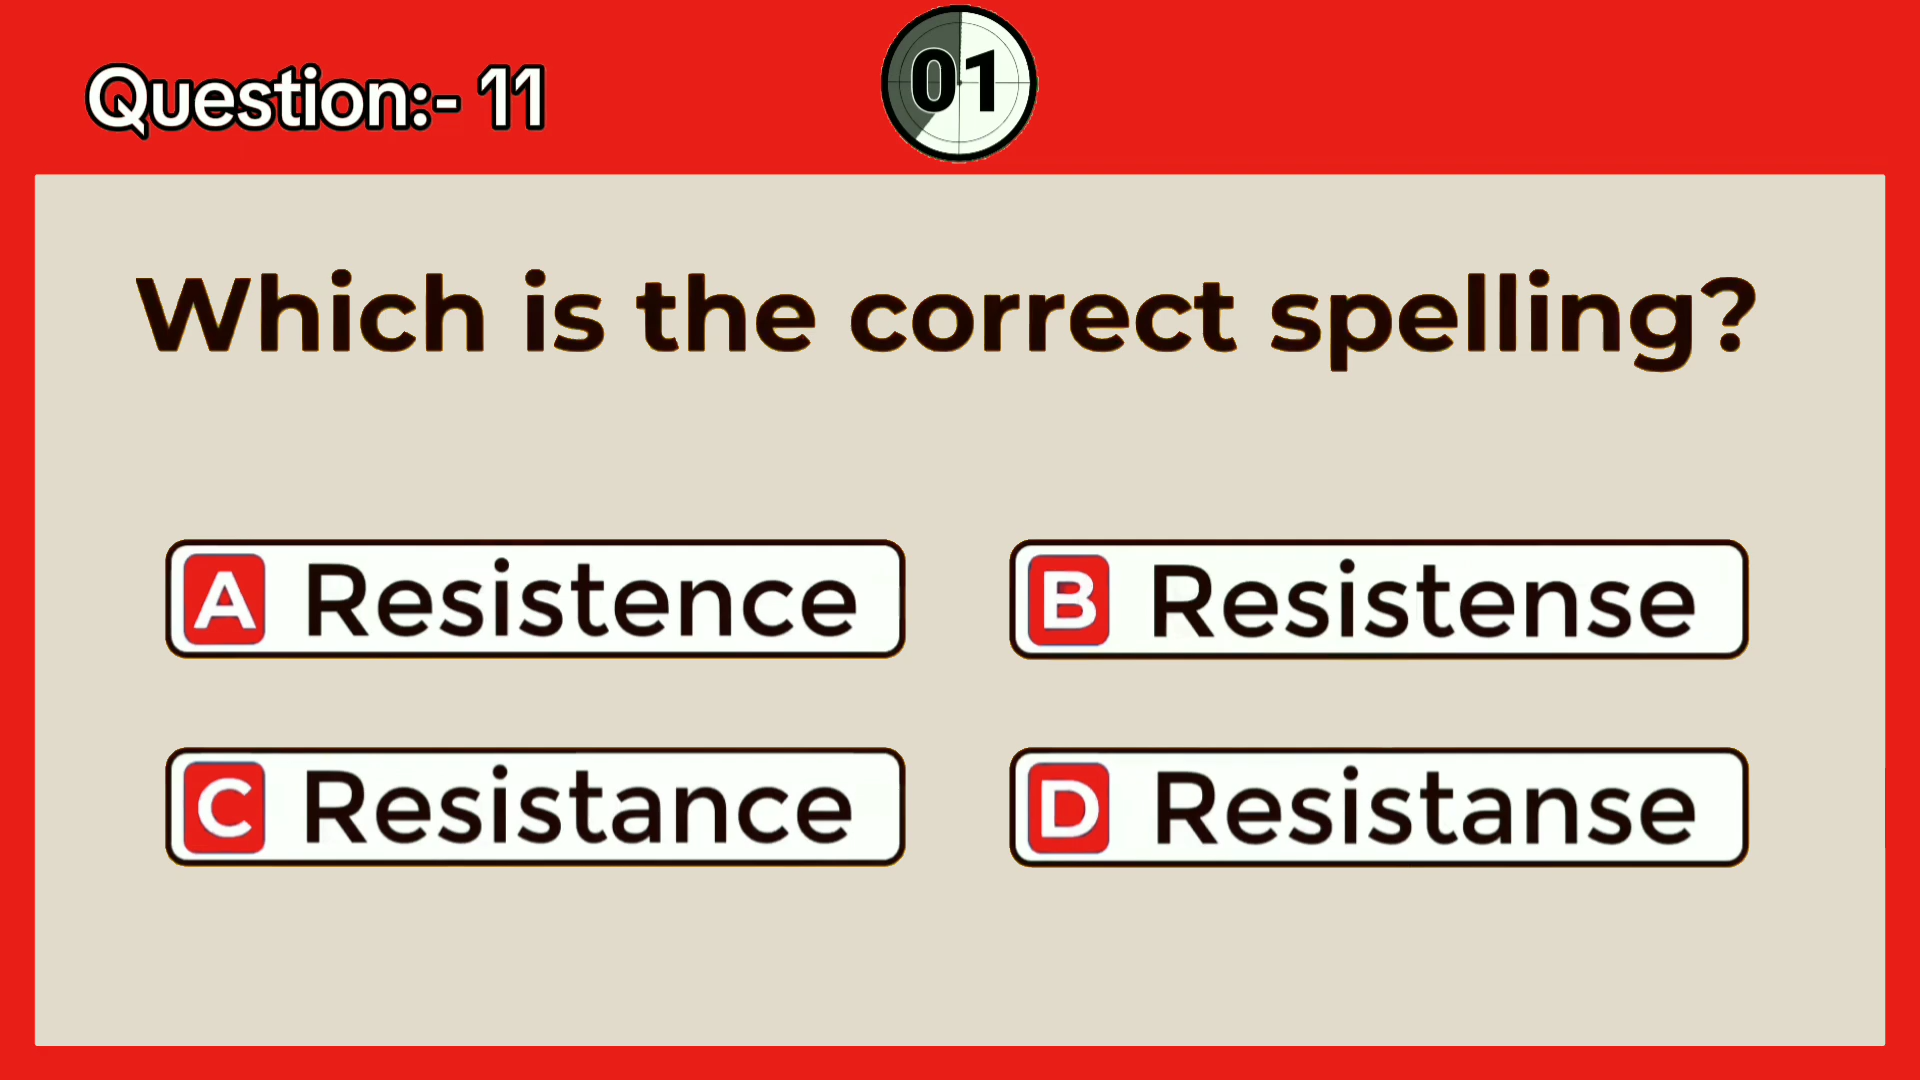 Question:- 11
01
Which is the correct spelling?
A Resistence
B Resistense
C Resistance
D Resistanse